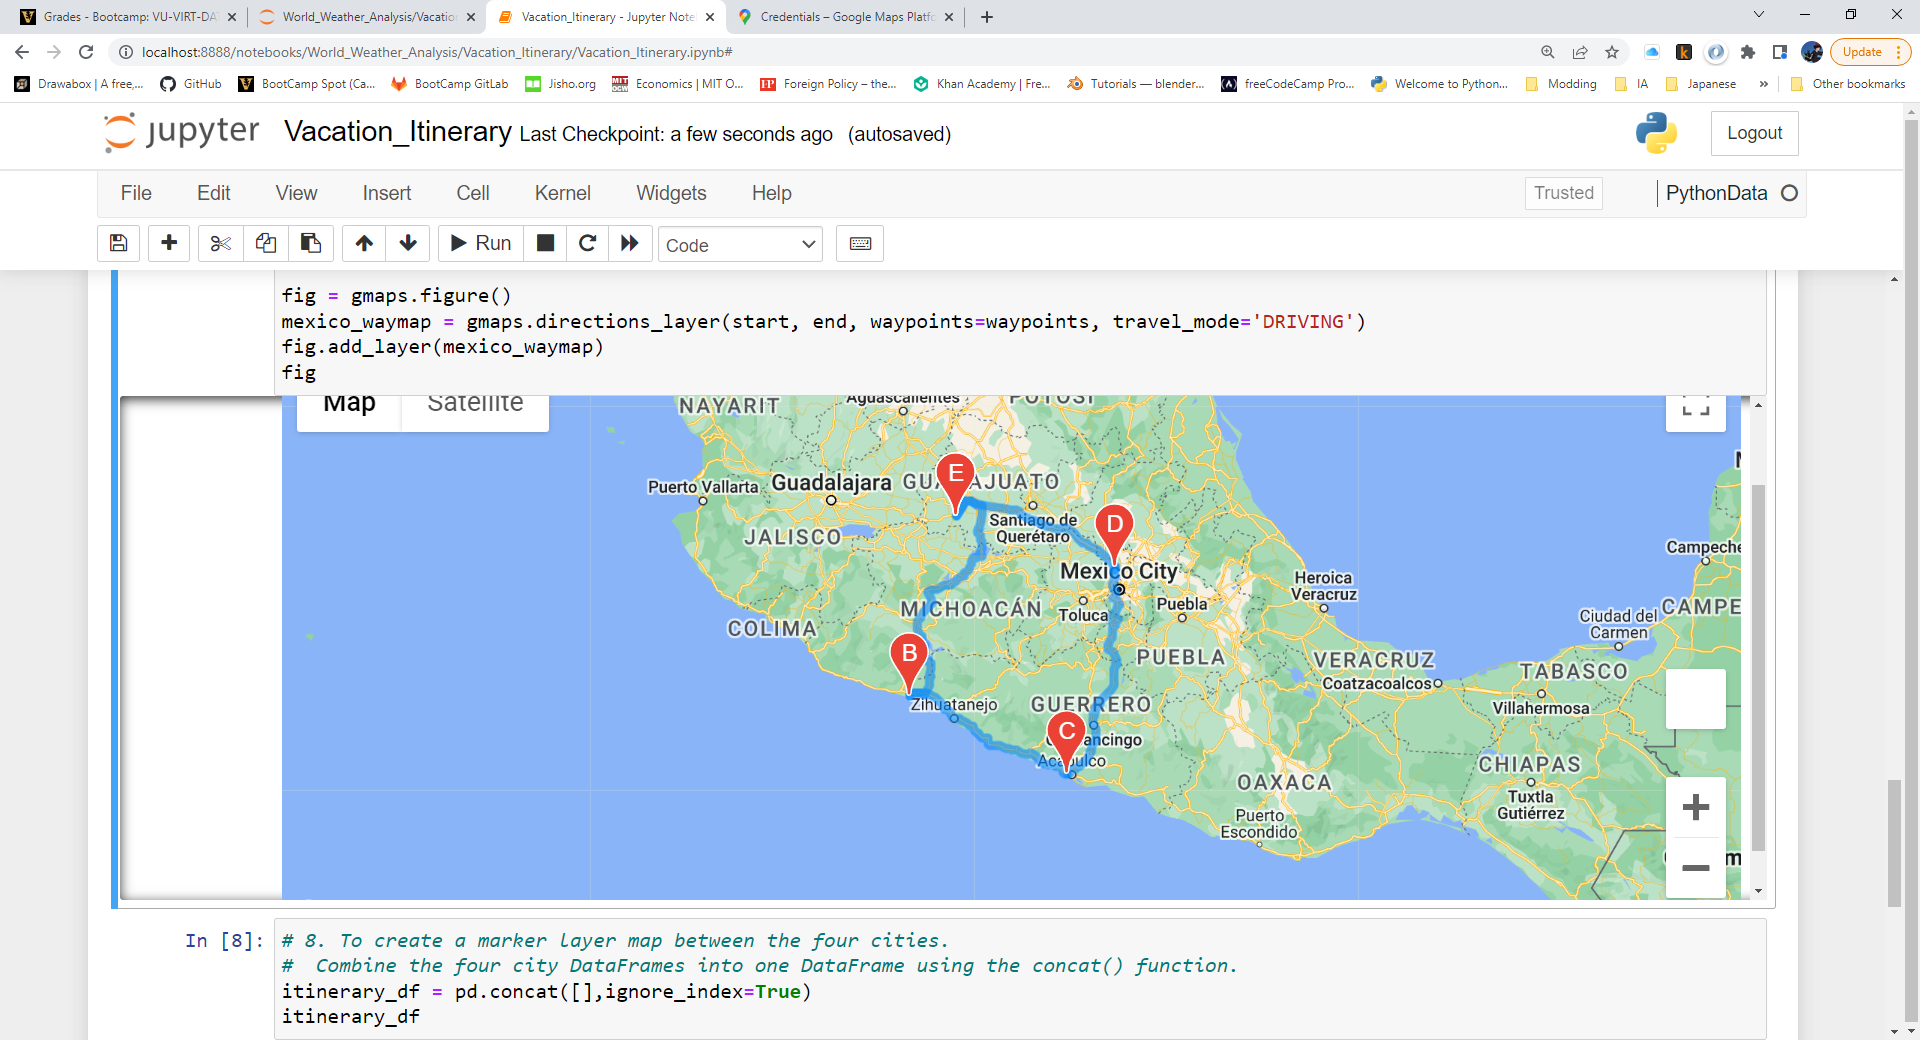 Grades - Bootcamp: VU-VIRT-DA
World_Weather_Analysis/Vacation
Vacation_Itinerary - Jupyter Note
Credentials – Google Maps Platfo
localhost:8888/notebooks/World_Weather_Analysis/Vacation_Itinerary/Vacation_Itinerary.ipynb#
Update
Drawabox | A free,...
GitHub
BootCamp Spot (Ca...
BootCamp GitLab
Jisho.org
Economics | MIT O...
Foreign Policy – the...
Khan Academy | Fre...
Tutorials — blender...
freeCodeCamp Pro...
Welcome to Python...
Modding
IA
Japanese
»
Other bookmarks
jupyter
Vacation_Itinerary Last Checkpoint: a few seconds ago (autosaved)
Logout
File Edit View Insert Cell Kernel Widgets Help
Trusted
PythonData
Run
Code
fig = gmaps.figure()
mexico_waymap = gmaps.directions_layer(start, end, waypoints=waypoints, travel_mode='DRIVING')
fig.add_layer(mexico_waymap)
fig
Map
Satellite
NAYARIT
Aguascalientes
POTOSI
Puerto Vallarta
Guadalajara
E
JALISCO
Santiago de
Querétaro
D
Mexico City
Campeche
Heroica
Veracruz
MICHOACÁN
Toluca
Puebla
COLIMA
Ciudad del
Carmen
CAMPE
B
PUEBLA
VERACRUZ
Coatzacoalcos
TABASCO
Villahermosa
Zihuatanejo
GUERRERO
C
ancingo
Acapulco
OAXACA
CHIAPAS
Tuxtla
Gutiérrez
Puerto
Escondido
In [8]:
# 8. To create a marker layer map between the four cities.
#  Combine the four city DataFrames into one DataFrame using the concat() function.
itinerary_df = pd.concat([],ignore_index=True)
itinerary_df